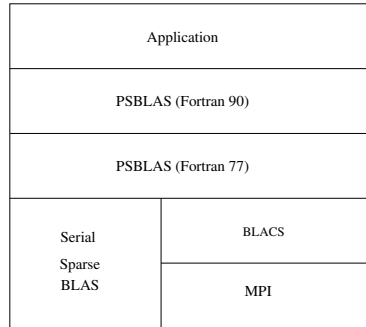 Application
PSBLAS (Fortran 90)
PSBLAS (Fortran 77)
Serial
Sparse
BLAS
BLACS
MPI